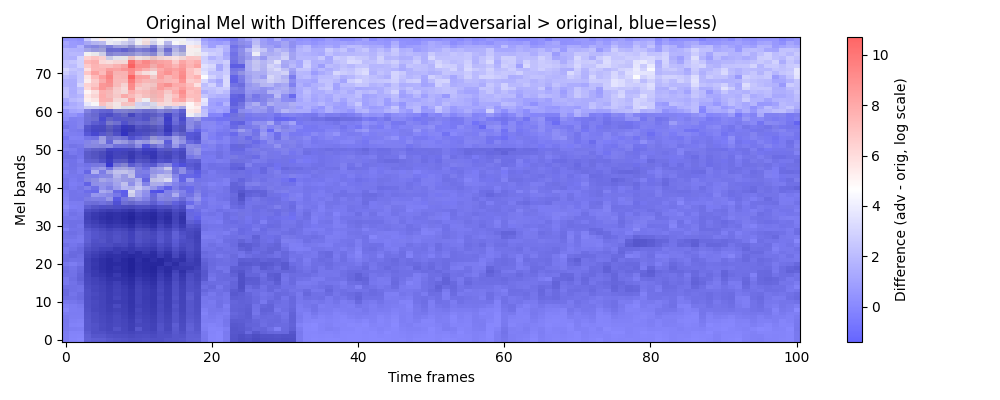 Original Mel with Differences (red=adversarial > original, blue=less)
70
60
50
40
30
20
10
0
Mel bands
0 20 40 60 80 100
Time frames
10
8
6
4
2
0
Difference (adv - orig, log scale)